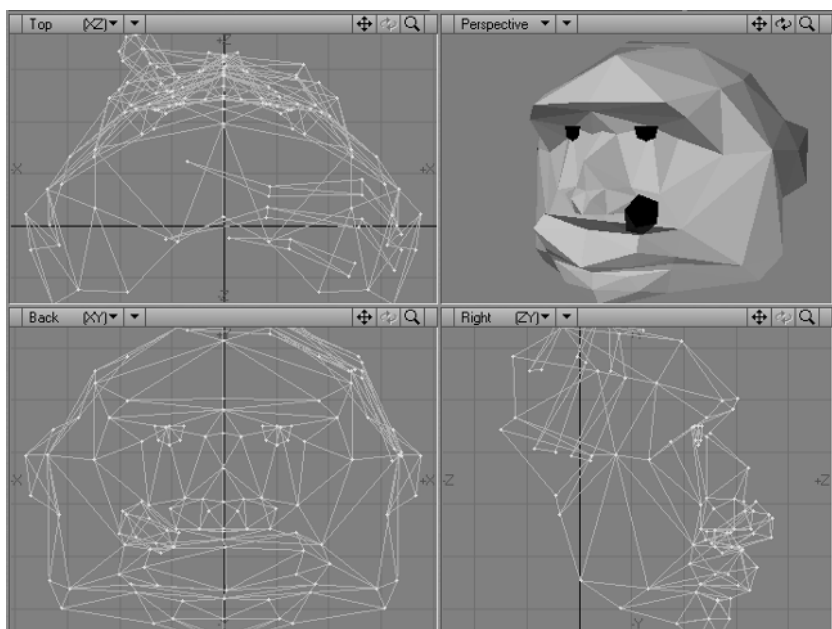 Top (XZ)
Perspective
+Z
-X +X
-Z
Back (XY)
Right (ZY)
-X +X
-Z +Z
-Y